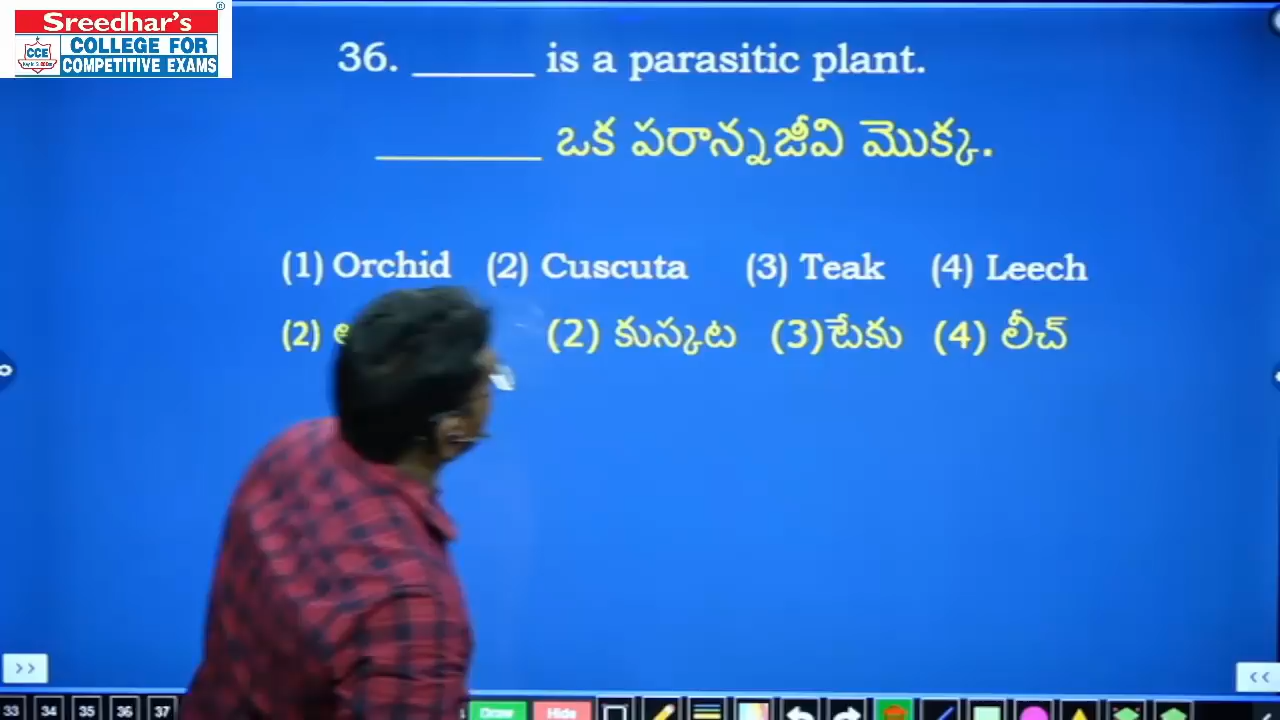 Sreedhar's
CCE
COLLEGE FOR
COMPETITIVE EXAMS
36. ______ is a parasitic plant.
________ ఒక పరాన్నజీవి మొక్క.
(1) Orchid (2) Cuscuta (3) Teak (4) Leech
(2) (2) కుస్కట (3)టేకు (4) లీచ్
>>
<<
33 34 35 36 37 Draw Hide